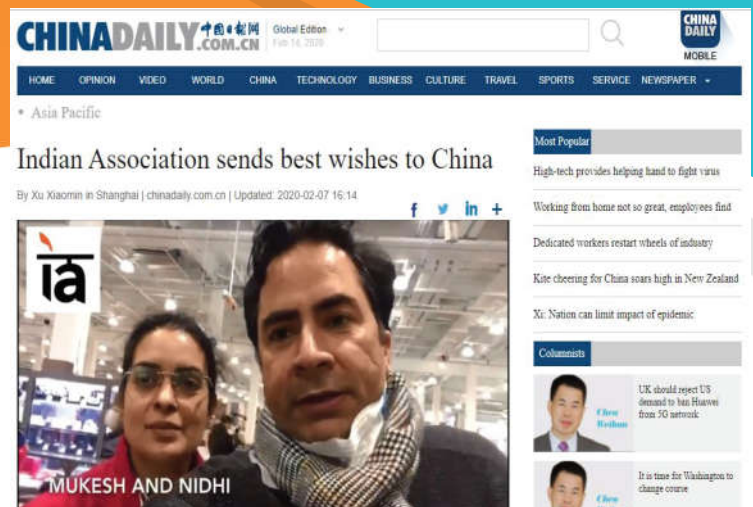 CHINADAILY 中国日报网
.COM.CN
Global Edition
Feb 14, 2020
CHINA
DAILY
MOBILE
HOME OPINION VIDEO WORLD CHINA TECHNOLOGY BUSINESS CULTURE TRAVEL SPORTS SERVICE NEWSPAPER
Asia Pacific
Indian Association sends best wishes to China
By Xu Xiaomin in Shanghai | chinadaily.com.cn | Updated: 2020-02-07 16:14
f in +
ia
MUKESH AND NIDHI
Most Popular
High-tech provides helping hand to fight virus
Working from home not so great, employees find
Dedicated workers restart wheels of industry
Kite cheering for China soars high in New Zealand
Xi: Nation can limit impact of epidemic
Columnists
Chen
Weihua
UK should reject US
demand to ban Huawei
from 5G network
Chen
It is time for Washington to
change course